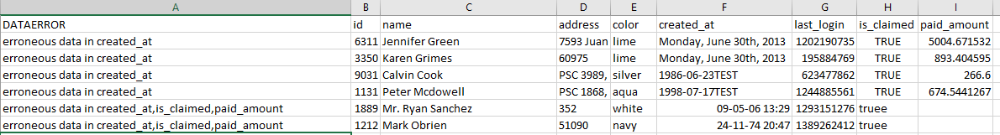 A B C D E F G H I
DATAERROR id name address color created_at last_login is_claimed paid_amount
erroneous data in created_at 6311 Jennifer Green 7593 Juan lime Monday, June 30th, 2013 1202190735 TRUE 5004.671532
erroneous data in created_at 3350 Karen Grimes 60975 lime Monday, June 30th, 2013 195884769 TRUE 893.404595
erroneous data in created_at 9031 Calvin Cook PSC 3989, silver 1986-06-23TEST 623477862 TRUE 266.6
erroneous data in created_at 1131 Peter Mcdowell PSC 1868, aqua 1998-07-17TEST 1244885561 TRUE 674.5441267
erroneous data in created_at,is_claimed,paid_amount 1889 Mr. Ryan Sanchez 352 white 09-05-06 13:29 1293151276 truee
erroneous data in created_at,is_claimed,paid_amount 1212 Mark Obrien 51090 navy 24-11-74 20:47 1389262412 truee